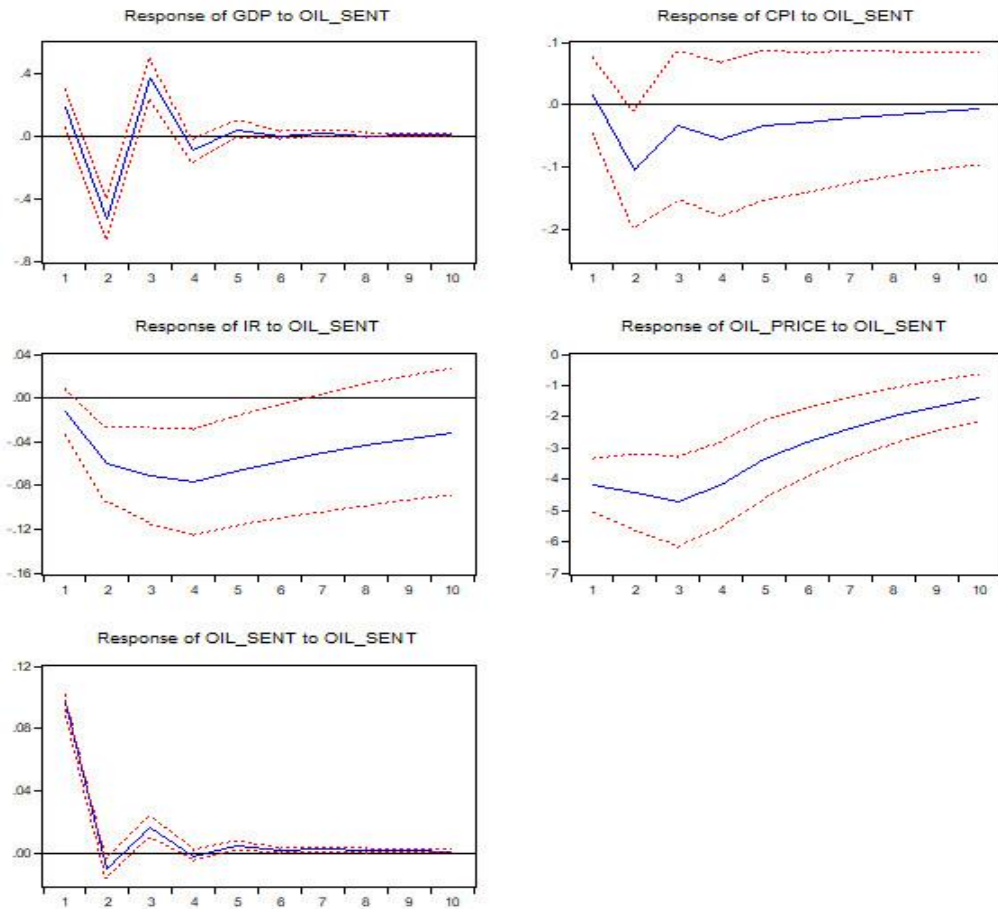 Response of GDP to OIL_SENT
.4
.0
-.4
-.8
1 2 3 4 5 6 7 8 9 10
Response of CPI to OIL_SENT
.1
.0
-.1
-.2
1 2 3 4 5 6 7 8 9 10
Response of IR to OIL_SENT
.04
.00
-.04
-.08
-.12
-.16
1 2 3 4 5 6 7 8 9 10
Response of OIL_PRICE to OIL_SENT
0
-1
-2
-3
-4
-5
-6
-7
1 2 3 4 5 6 7 8 9 10
Response of OIL_SENT to OIL_SENT
.12
.08
.04
.00
1 2 3 4 5 6 7 8 9 10